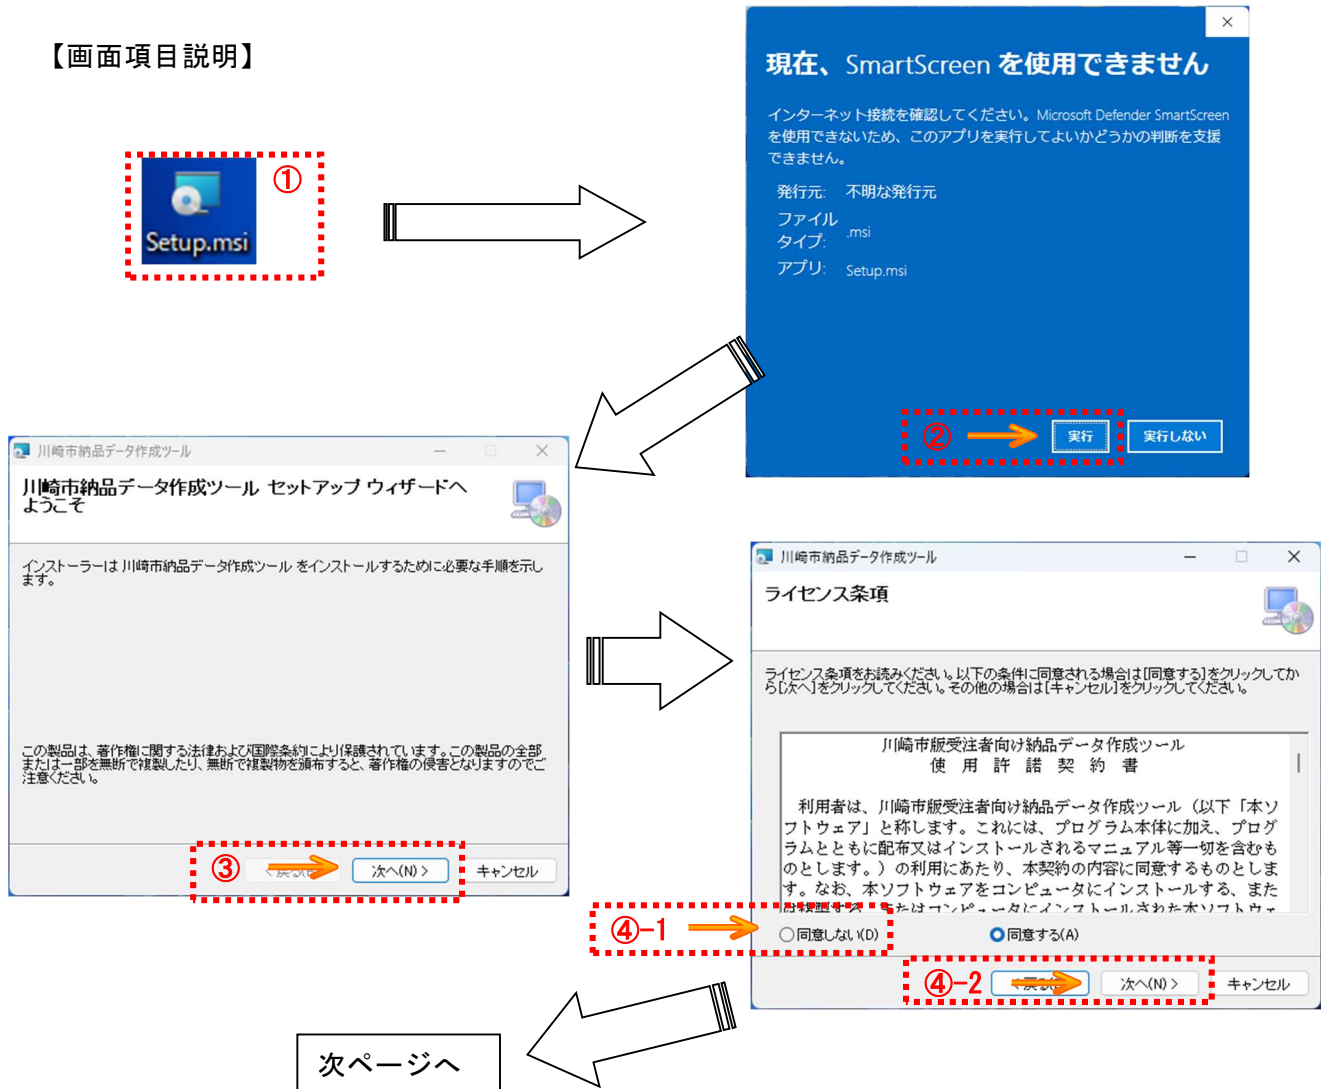 【画面項目説明】
①
Setup.msi
現在、SmartScreen を使用できません
インターネット接続を確認してください。Microsoft Defender SmartScreen
を使用できないため、このアプリを実行してよいかどうかの判断を支援
できません。
発行元: 不明な発行元
ファイル
タイプ: .msi
アプリ: Setup.msi
② 実行 実行しない
川崎市納品データ作成ツール
川崎市納品データ作成ツール セットアップ ウィザードへ
ようこそ
インストーラーは 川崎市納品データ作成ツール をインストールするために必要な手順を示し
ます。
この製品は、著作権に関する法律および国際条約により保護されています。この製品の全部
または一部を無断で複製したり、無断で複製物を頒布すると、著作権の侵害となりますのでご
注意ください。
③ 次へ(N) > キャンセル
川崎市納品データ作成ツール
ライセンス条項
ライセンス条項をお読みください。以下の条件に同意される場合は[同意する]をクリックしてか
ら[次へ]をクリックしてください。その他の場合は[キャンセル]をクリックしてください。
川崎市版受注者向け納品データ作成ツール
使 用 許 諾 契 約 書
利用者は、川崎市版受注者向け納品データ作成ツール（以下「本ソ
フトウェア」と称します。これには、プログラム本体に加え、プログ
ラムとともに配布又はインストールされるマニュアル等一切を含むも
のとします。）の利用にあたり、本契約の内容に同意するものとしま
す。なお、本ソフトウェアをコンピュータにインストールする、また
は複製する、またはコンピュータにインストールされた本ソフトウェ
④-1 同意しない(D) 同意する(A)
④-2 次へ(N) > キャンセル
次ページへ